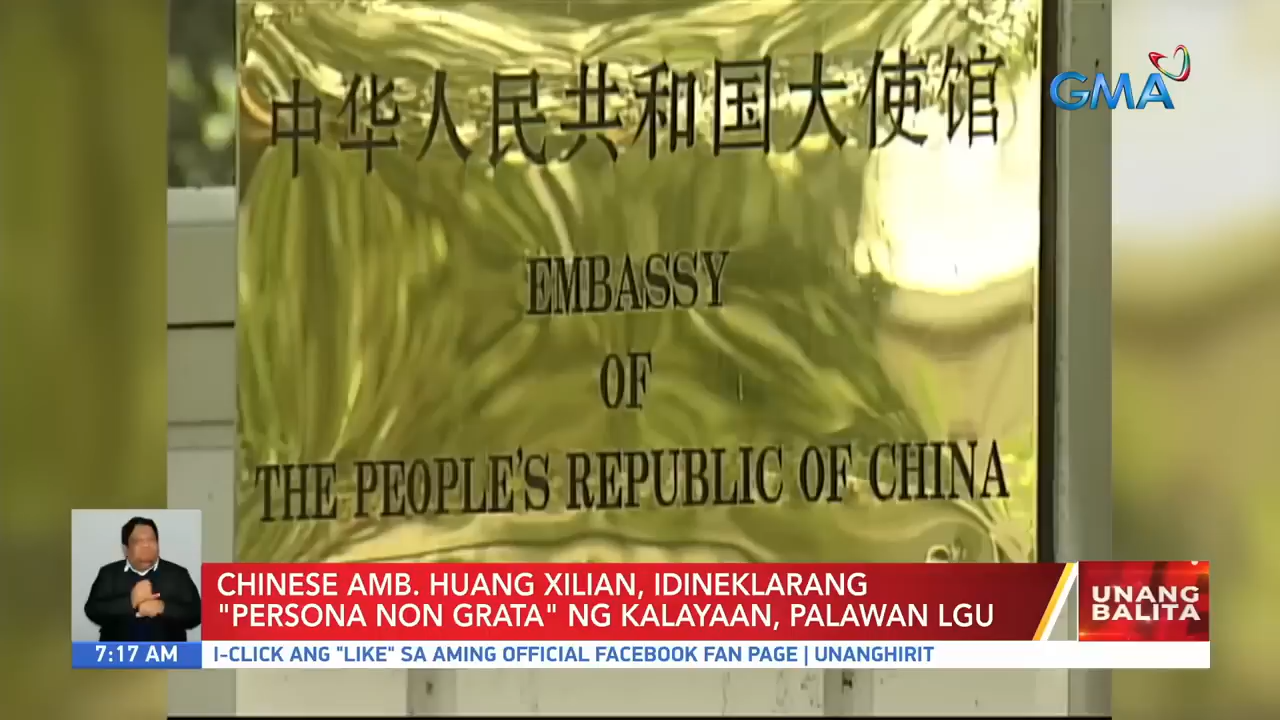 中华人民共和国大使馆
GMA
EMBASSY
OF
THE PEOPLE'S REPUBLIC OF CHINA
CHINESE AMB. HUANG XILIAN, IDINEKLARANG
"PERSONA NON GRATA" NG KALAYAAN, PALAWAN LGU
UNANG
BALITA
7:17 AM
I-CLICK ANG "LIKE" SA AMING OFFICIAL FACEBOOK FAN PAGE | UNANGHIRIT